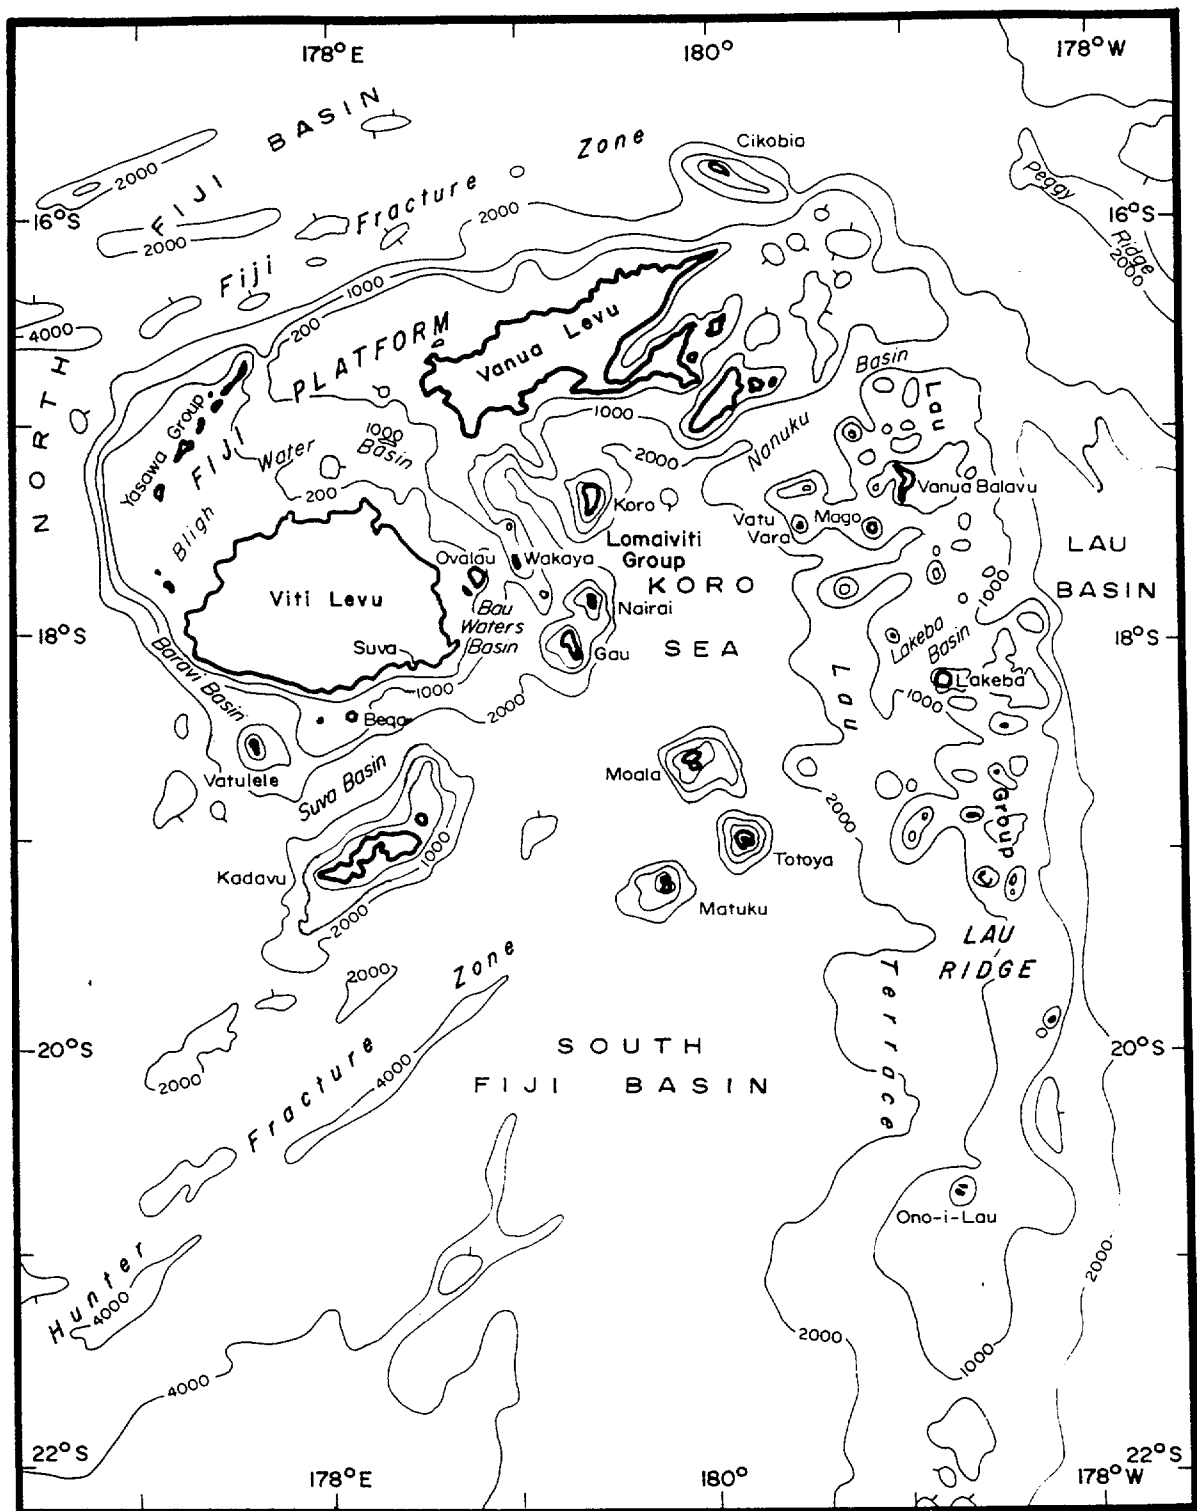 178°E
180°
178°W
NORTH FIJI BASIN
2000
Fiji Fracture Zone
Cikobia
2000
16°S
2000
Peggy Ridge
16°S
2000
1000
200
4000
FIJI PLATFORM
Vanua Levu
Yasawa Group
Bligh Water Basin
1000
200
1000
2000
Nanuku Basin
Lau Group
Koro
Vanua Balavu
Vatu Vara
Mago
Lomaiviti
Group
Ovalau
Wakaya
KORO
SEA
LAU
BASIN
Viti Levu
Bau
Waters
Basin
Nairai
1000
18°S
Suva
Gau
Lakeba
Basin
18°S
Baravi Basin
1000
Lakeba
1000
2000
Beqa
Vatulele
Suva Basin
Moala
2000
Lau Terrace
Kadavu
1000
Totoya
Matuku
2000
LAU
RIDGE
2000
Hunter Fracture Zone
20°S
2000
4000
SOUTH
FIJI BASIN
20°S
Ono-i-Lau
2000
4000
2000
1000
4000
22°S
178°E
180°
178°W
22°S